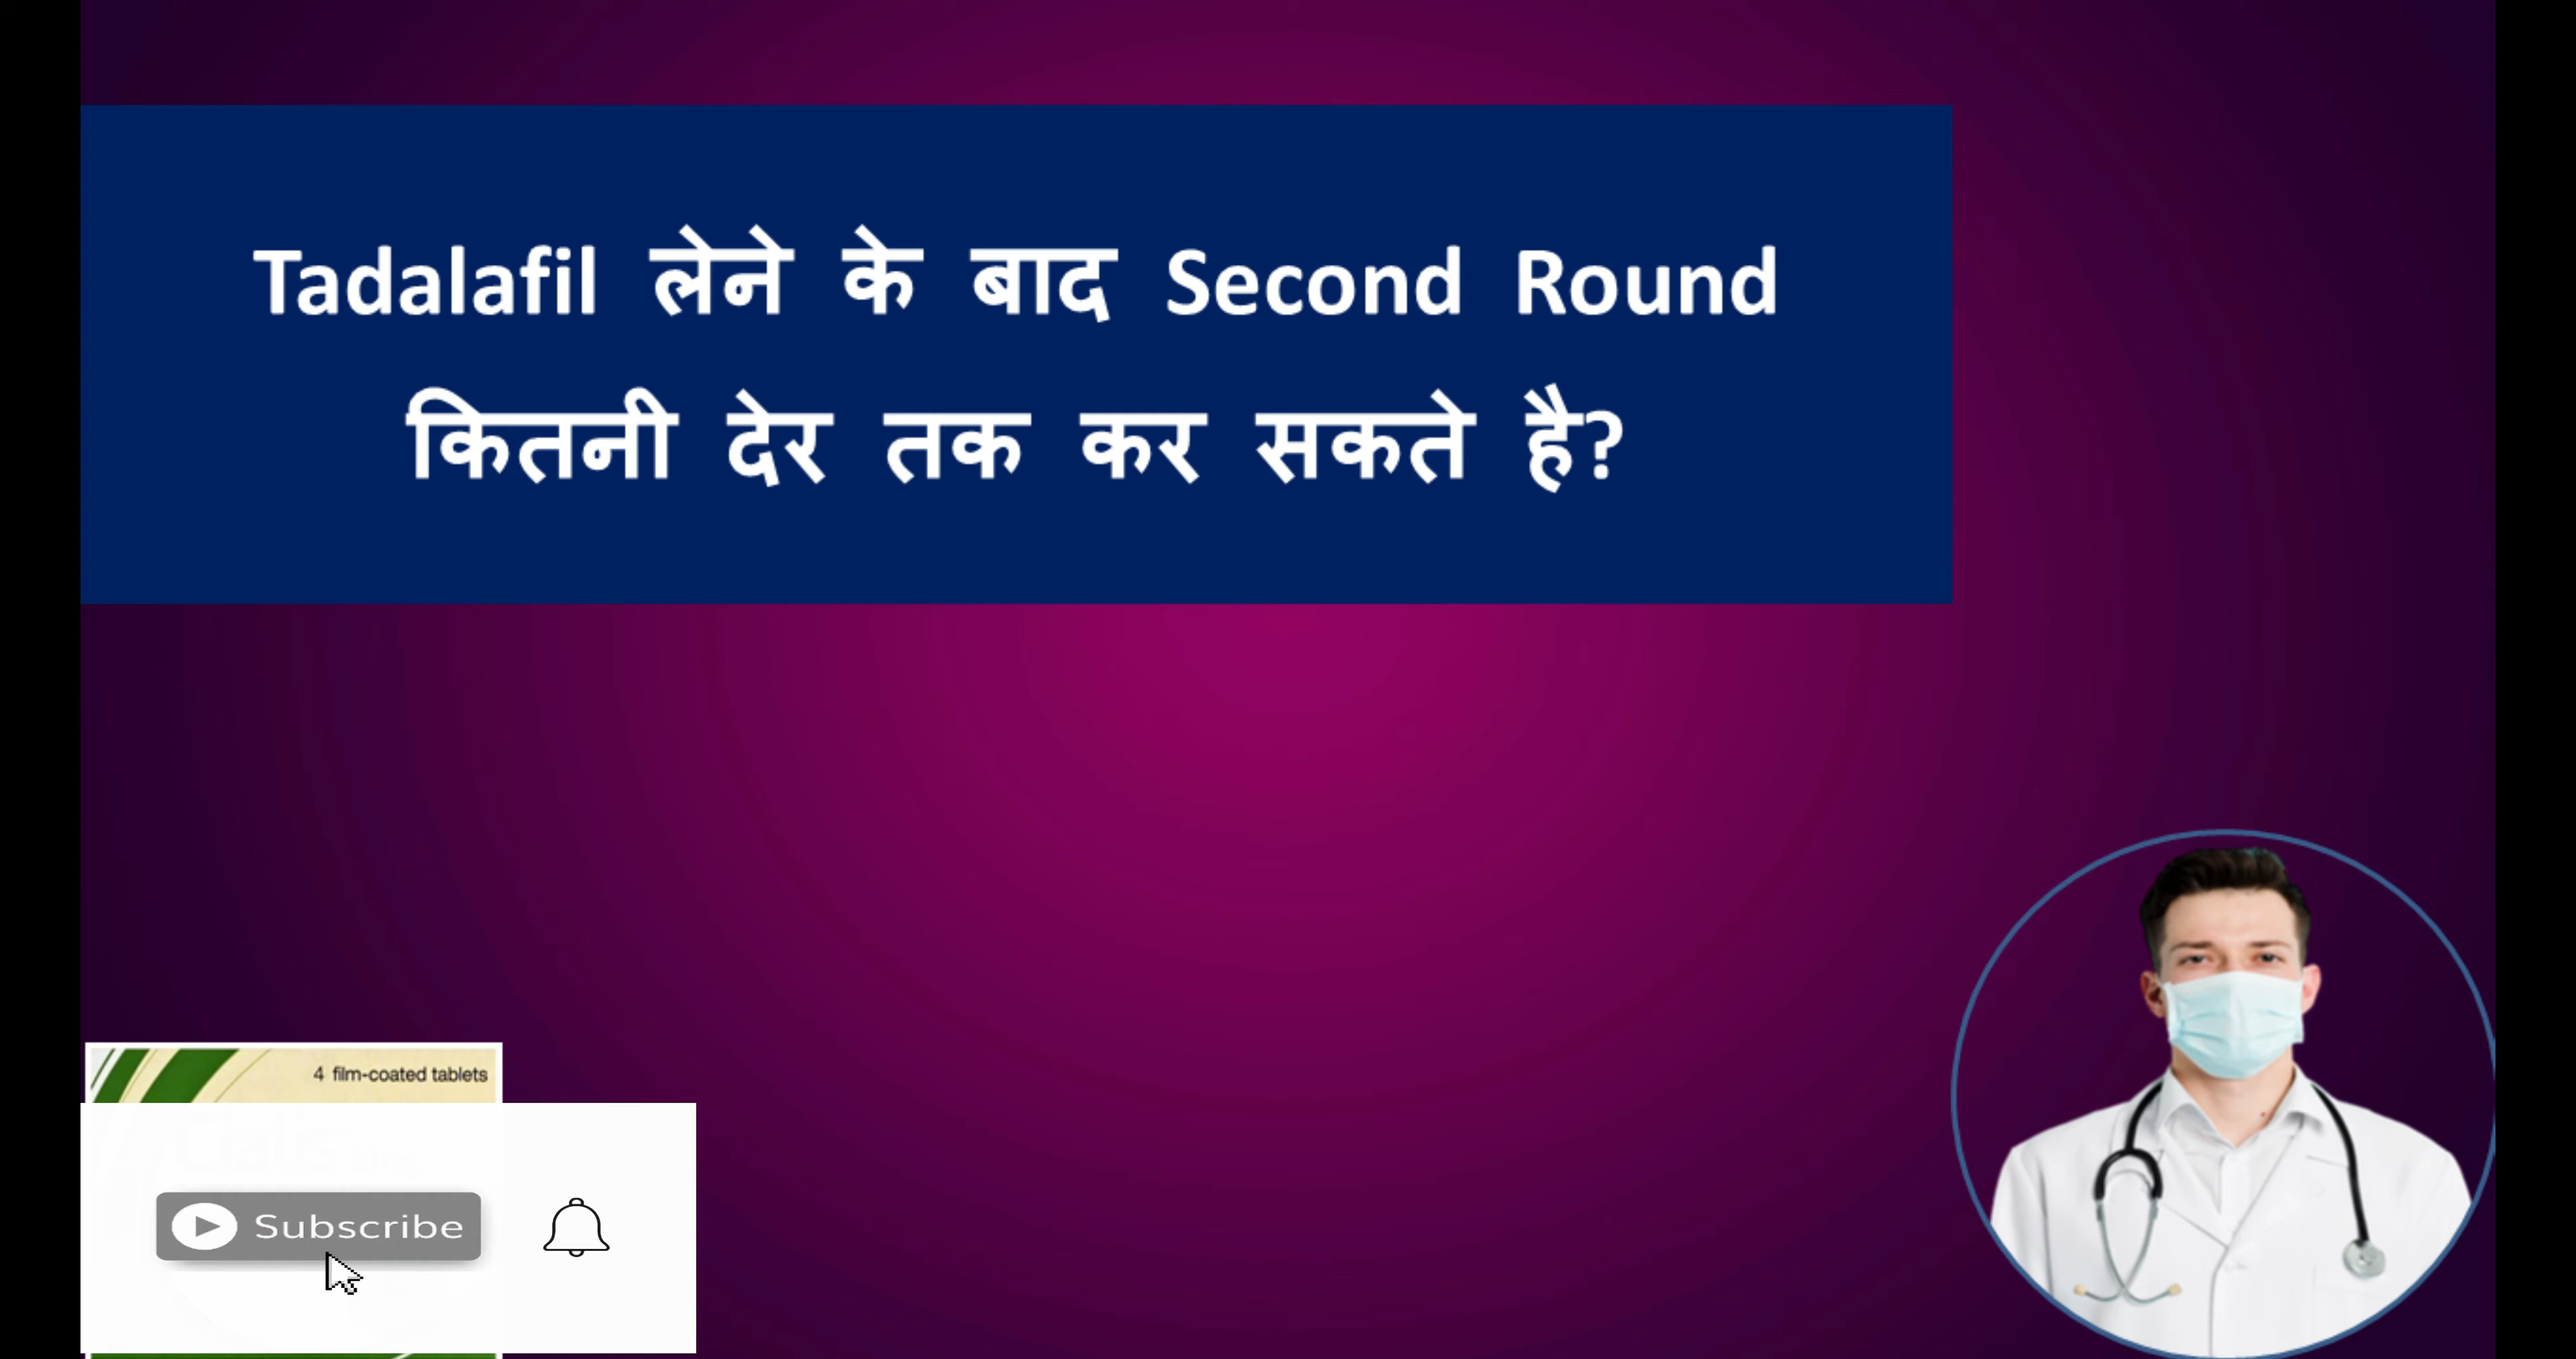 Tadalafil लेने के बाद Second Round
कितनी देर तक कर सकते है?
4 film-coated tablets
Subscribe